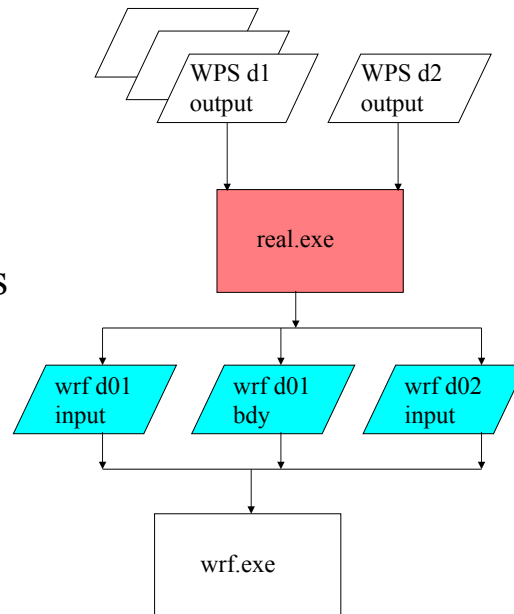 WPS d1
output
WPS d2
output
real.exe
s
wrf d01
input
wrf d01
bdy
wrf d02
input
wrf.exe